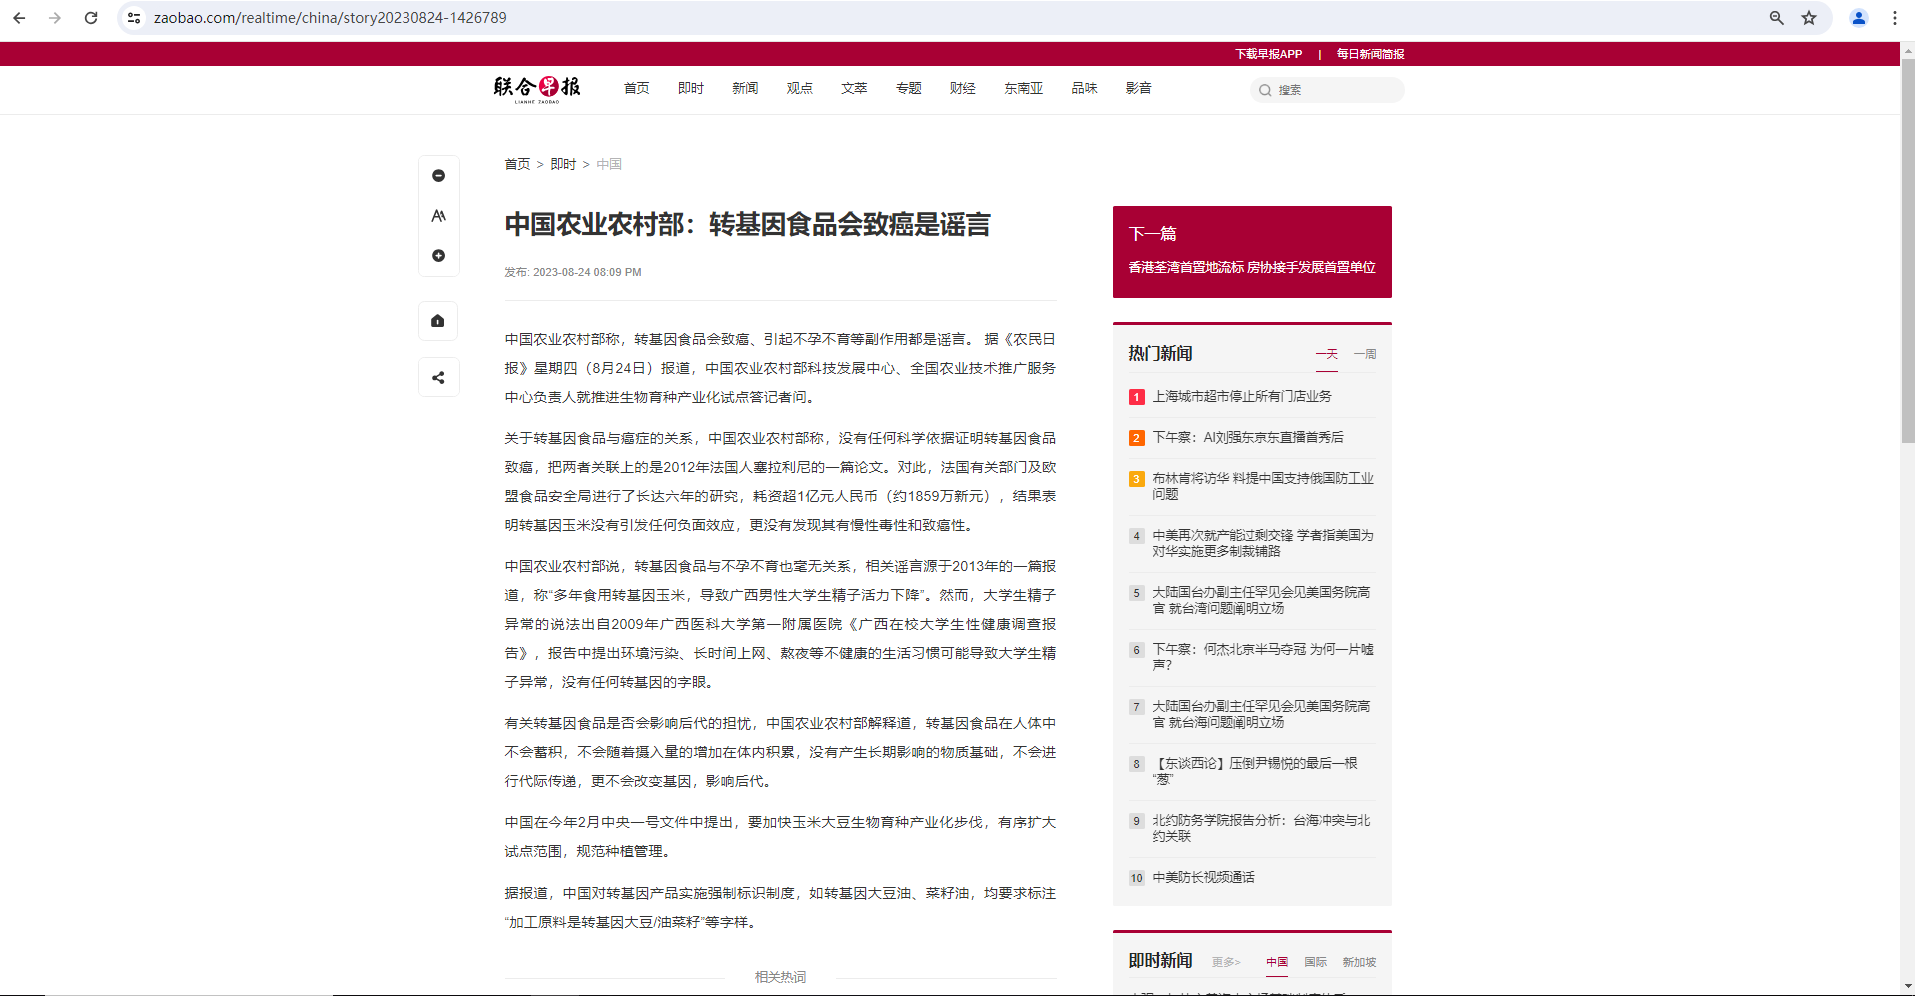 zaobao.com/realtime/china/story20230824-1426789
下载早报APP | 每日新闻简报
联合早报
LIANHE ZAOBAO
首页 即时 新闻 观点 文萃 专题 财经 东南亚 品味 影音
搜索
首页 > 即时 > 中国
中国农业农村部：转基因食品会致癌是谣言
发布: 2023-08-24 08:09 PM
中国农业农村部称，转基因食品会致癌、引起不孕不育等副作用都是谣言。 据《农民日
报》星期四（8月24日）报道，中国农业农村部科技发展中心、全国农业技术推广服务
中心负责人就推进生物育种产业化试点答记者问。
关于转基因食品与癌症的关系，中国农业农村部称，没有任何科学依据证明转基因食品
致癌，把两者关联上的是2012年法国人塞拉利尼的一篇论文。对此，法国有关部门及欧
盟食品安全局进行了长达六年的研究，耗资超1亿元人民币（约1859万新元），结果表
明转基因玉米没有引发任何负面效应，更没有发现其有慢性毒性和致癌性。
中国农业农村部说，转基因食品与不孕不育也毫无关系，相关谣言源于2013年的一篇报
道，称“多年食用转基因玉米，导致广西男性大学生精子活力下降”。然而，大学生精子
异常的说法出自2009年广西医科大学第一附属医院《广西在校大学生性健康调查报
告》，报告中提出环境污染、长时间上网、熬夜等不健康的生活习惯可能导致大学生精
子异常，没有任何转基因的字眼。
有关转基因食品是否会影响后代的担忧，中国农业农村部解释道，转基因食品在人体中
不会蓄积，不会随着摄入量的增加在体内积累，没有产生长期影响的物质基础，不会进
行代际传递，更不会改变基因，影响后代。
中国在今年2月中央一号文件中提出，要加快玉米大豆生物育种产业化步伐，有序扩大
试点范围，规范种植管理。
据报道，中国对转基因产品实施强制标识制度，如转基因大豆油、菜籽油，均要求标注
“加工原料是转基因大豆/油菜籽”等字样。
相关热词
下一篇
香港荃湾首置地流标 房协接手发展首置单位
热门新闻 一天 一周
1 上海城市超市停止所有门店业务
2 下午察：AI刘强东京东直播首秀后
3 布林肯将访华 料提中国支持俄国防工业
问题
4 中美再次就产能过剩交锋 学者指美国为
对华实施更多制裁铺路
5 大陆国台办副主任罕见会见美国务院高
官 就台湾问题阐明立场
6 下午察：何杰北京半马夺冠 为何一片嘘
声？
7 大陆国台办副主任罕见会见美国务院高
官 就台海问题阐明立场
8 【东谈西论】压倒尹锡悦的最后一根
“葱”
9 北约防务学院报告分析：台海冲突与北
约关联
10 中美防长视频通话
即时新闻 更多> 中国 国际 新加坡